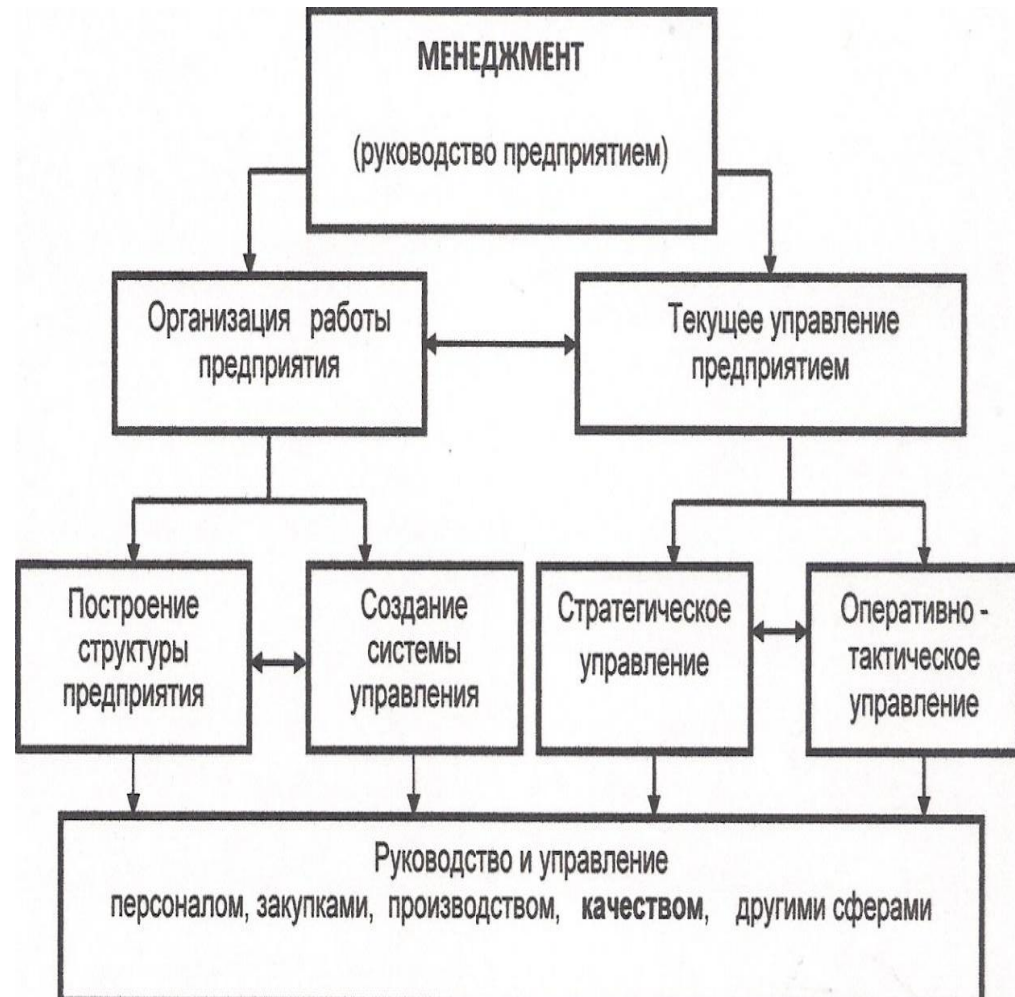 МЕНЕДЖМЕНТ
(руководство предприятием)
Организация работы
предприятия
Текущее управление
предприятием
Построение
структуры
предприятия
Создание
системы
управления
Стратегическое
управление
Оперативно -
тактическое
управление
Руководство и управление
персоналом, закупками, производством, качеством, другими сферами